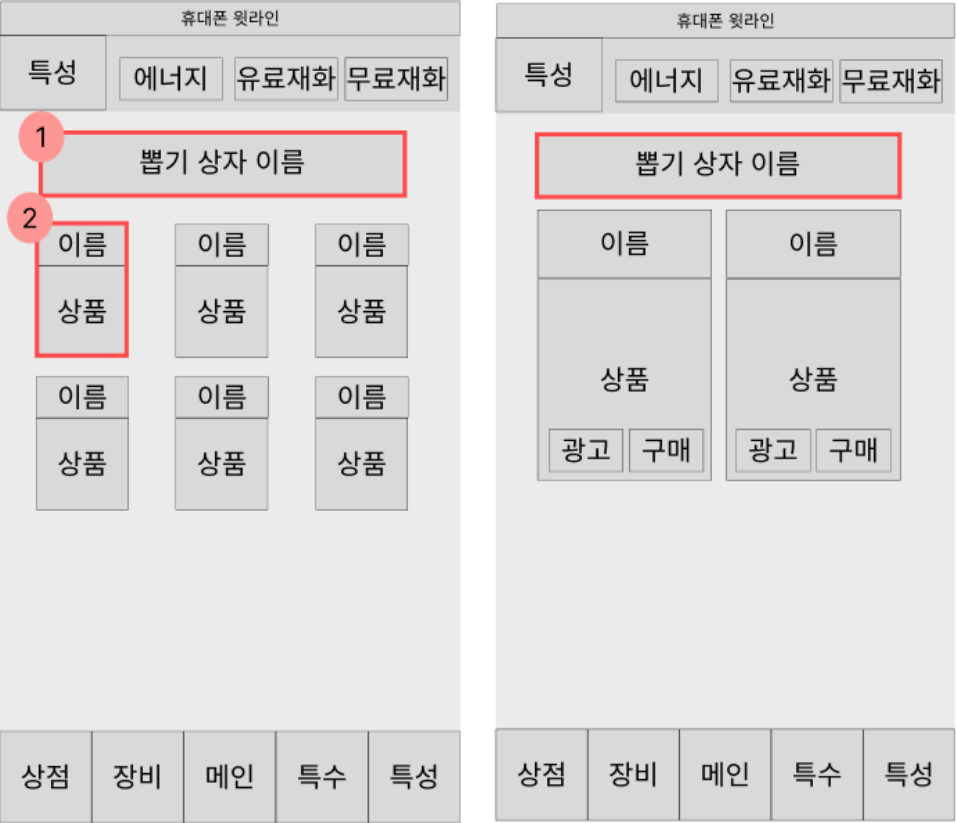 휴대폰 윗라인
특성 에너지 유료재화 무료재화
1
뽑기 상자 이름
2
이름 이름 이름
상품 상품 상품
이름 이름 이름
상품 상품 상품
상점 장비 메인 특수 특성
휴대폰 윗라인
특성 에너지 유료재화 무료재화
뽑기 상자 이름
이름 이름
상품 상품
광고 구매 광고 구매
상점 장비 메인 특수 특성